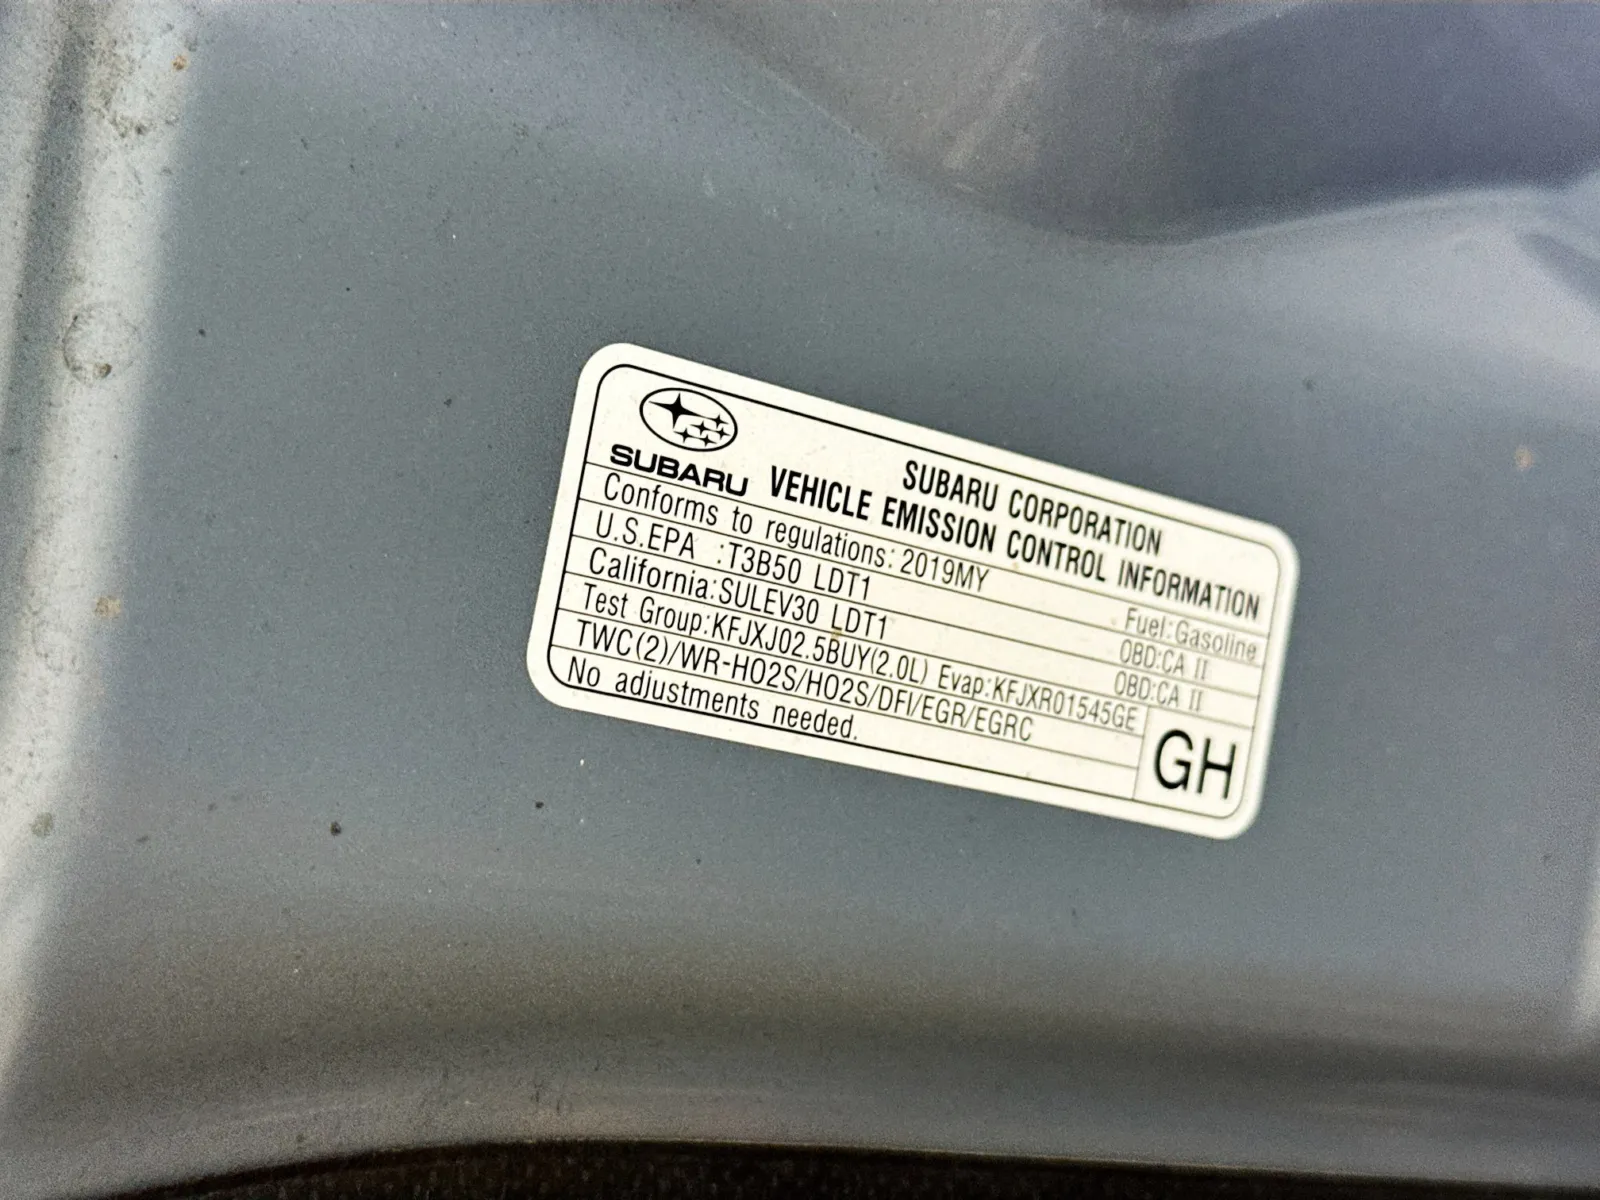 SUBARU
SUBARU CORPORATION
VEHICLE EMISSION CONTROL INFORMATION
Conforms to regulations: 2019MY Fuel:Gasoline
U.S.EPA :T3B50 LDT1 OBD:CA II
California:SULEV30 LDT1 OBD:CA II
Test Group:KFJXJ02.5BUY(2.0L) Evap:KFJXR01545GE
TWC(2)/WR-HO2S/HO2S/DFI/EGR/EGRC
No adjustments needed.
GH